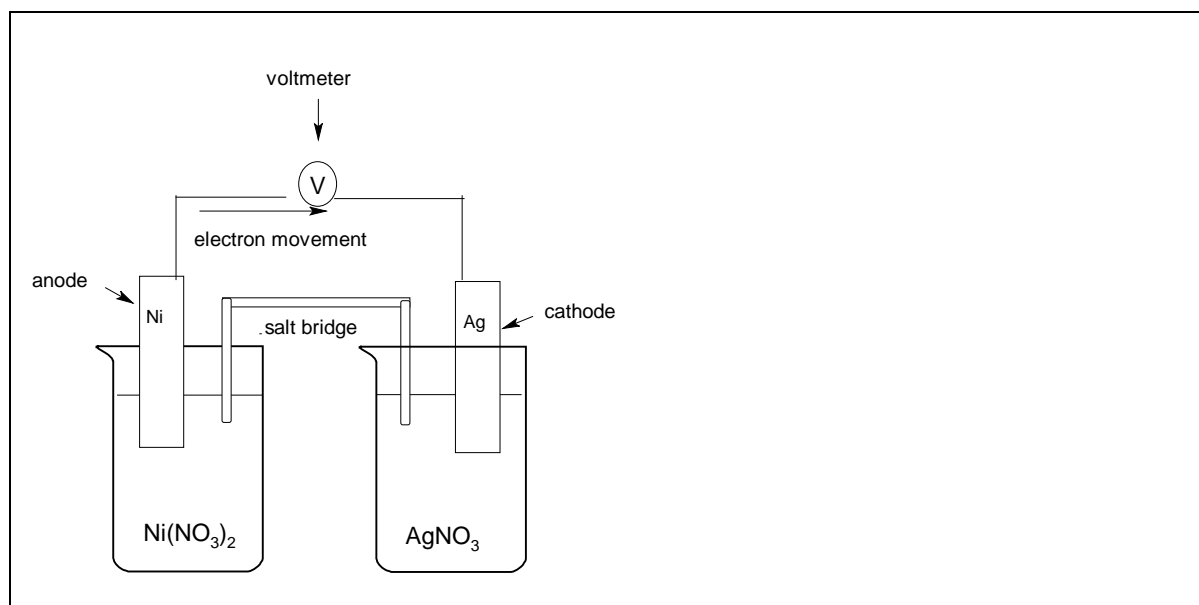 voltmeter
V
electron movement
anode
Ni
.salt bridge
Ag
cathode
Ni(NO₃)₂
AgNO₃